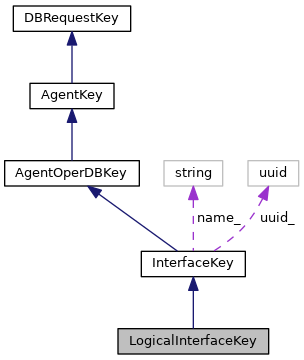 DBRequestKey
AgentKey
AgentOperDBKey
string
uuid
name_
uuid_
InterfaceKey
LogicalInterfaceKey